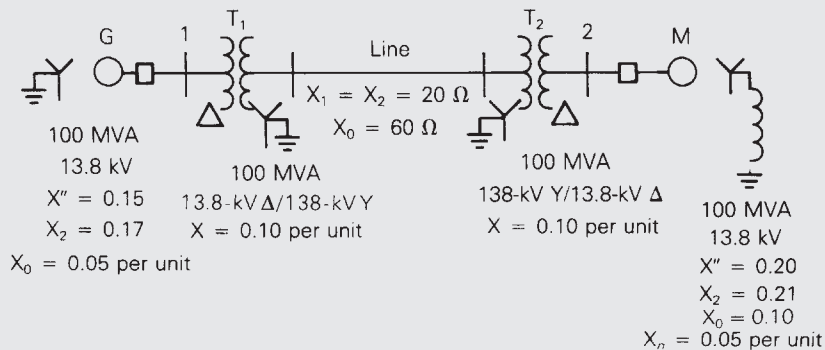 G
1
T₁
Line
T₂
2
M
X₁ = X₂ = 20 Ω
X₀ = 60 Ω
100 MVA
13.8 kV
X″ = 0.15
X₂ = 0.17
X₀ = 0.05 per unit
100 MVA
13.8-kV Δ/138-kV Y
X = 0.10 per unit
100 MVA
138-kV Y/13.8-kV Δ
X = 0.10 per unit
100 MVA
13.8 kV
X″ = 0.20
X₂ = 0.21
X₀ = 0.10
Xₙ = 0.05 per unit